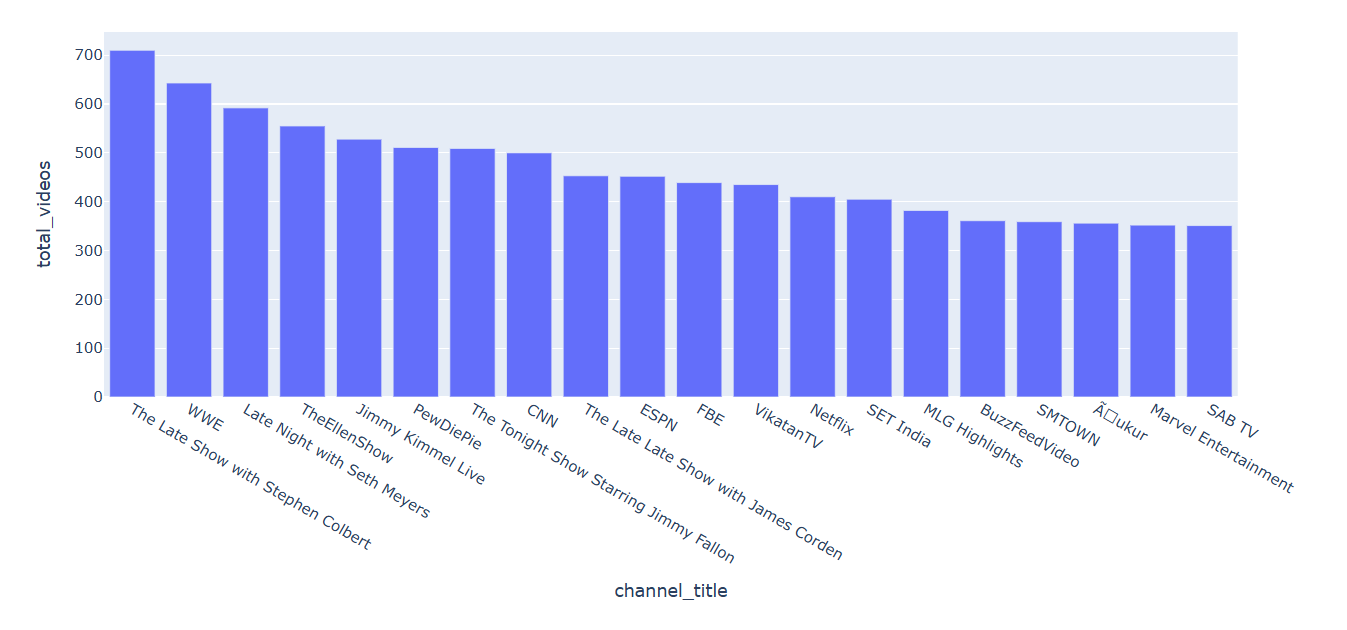 total_videos
700
600
500
400
300
200
100
0
The Late Show with Stephen Colbert
WWE
Late Night with Seth Meyers
TheEllenShow
Jimmy Kimmel Live
PewDiePie
The Tonight Show Starring Jimmy Fallon
CNN
The Late Late Show with James Corden
ESPN
FBE
VikatanTV
Netflix
SET India
MLG Highlights
BuzzFeedVideo
SMTOWN
Ã□ukur
Marvel Entertainment
SAB TV
channel_title